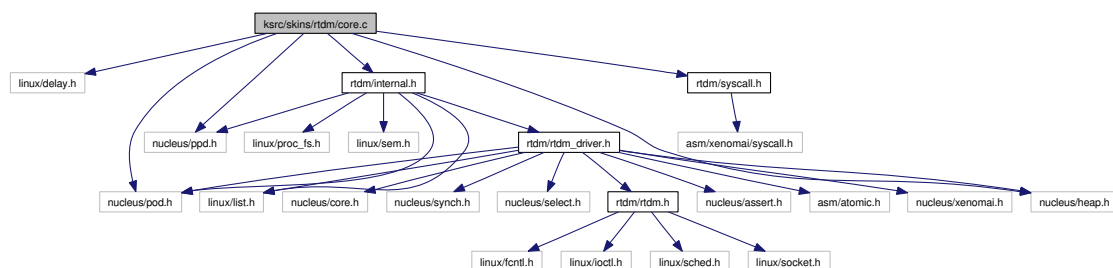 ksrc/skins/rtdm/core.c
linux/delay.h
rtdm/internal.h
rtdm/syscall.h
nucleus/ppd.h
linux/proc_fs.h
linux/sem.h
rtdm/rtdm_driver.h
asm/xenomai/syscall.h
nucleus/pod.h
linux/list.h
nucleus/core.h
nucleus/synch.h
nucleus/select.h
rtdm/rtdm.h
nucleus/assert.h
asm/atomic.h
nucleus/xenomai.h
nucleus/heap.h
linux/fcntl.h
linux/ioctl.h
linux/sched.h
linux/socket.h